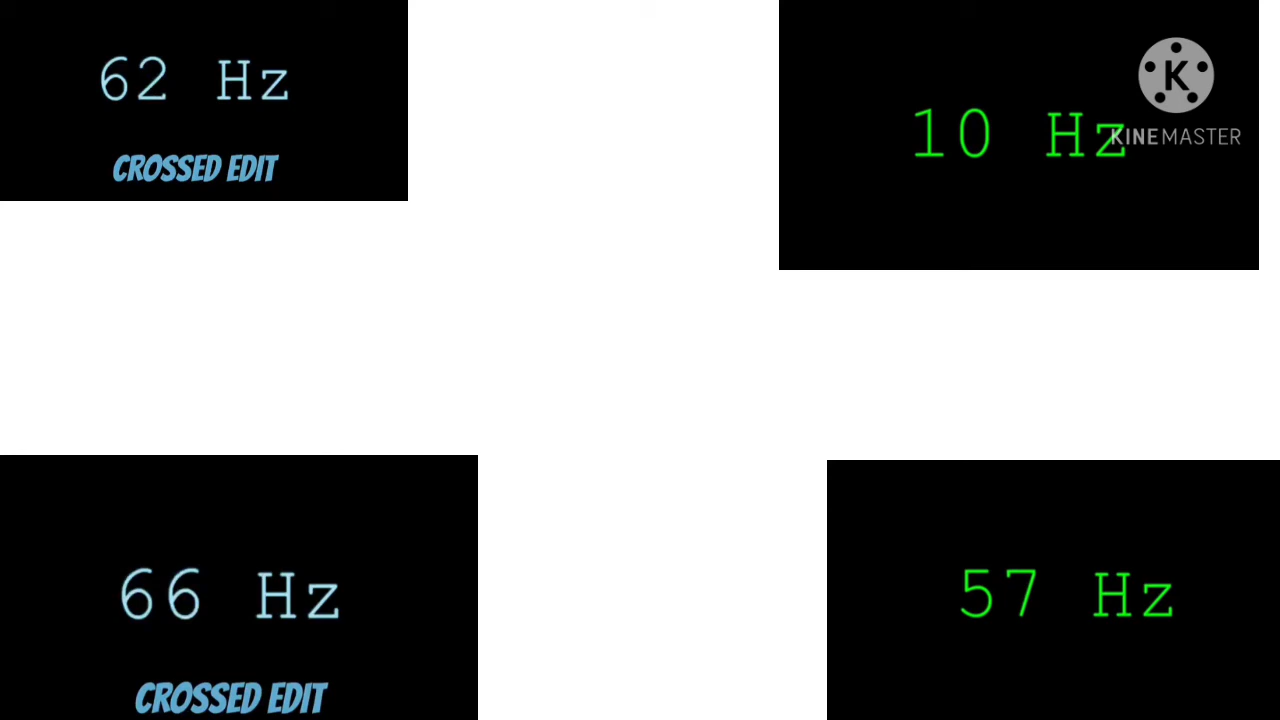 62 Hz
CROSSED EDIT
10 Hz
K
KINEMASTER
66 Hz
CROSSED EDIT
57 Hz